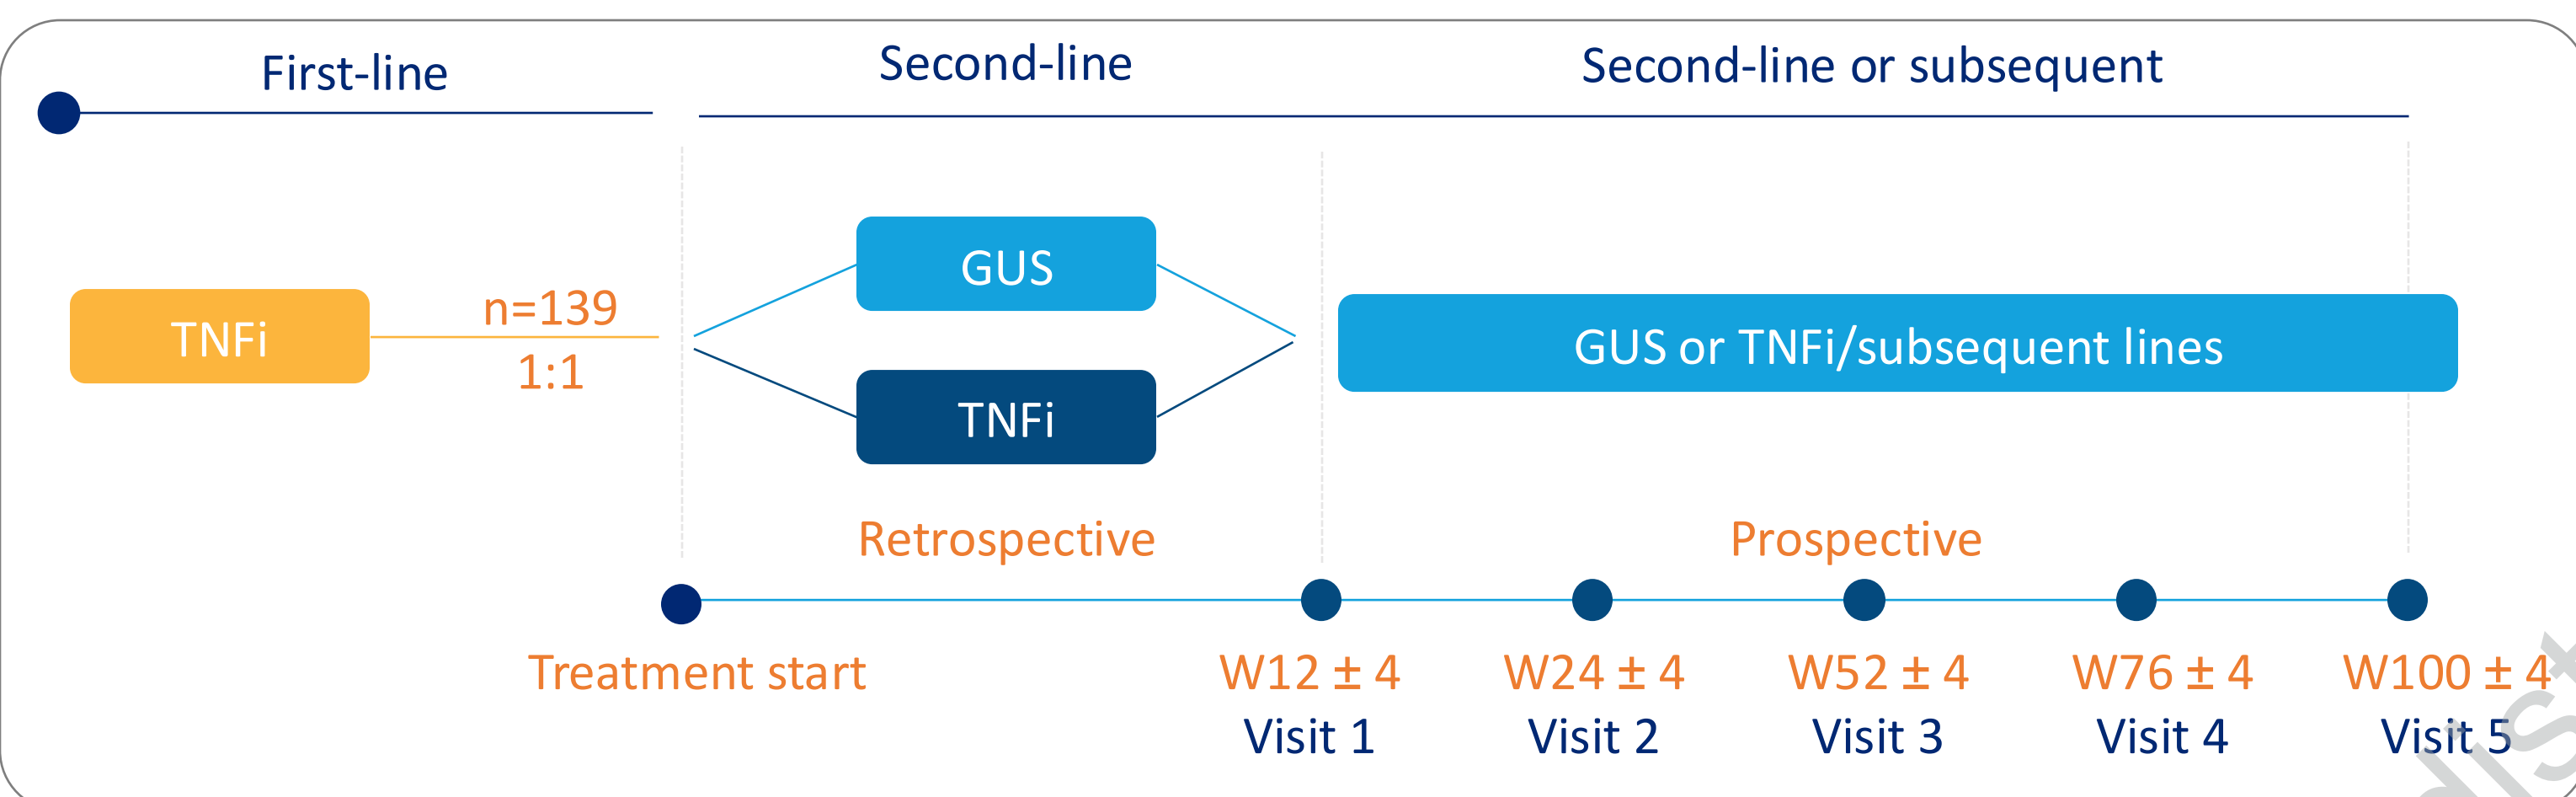 First-line
Second-line
Second-line or subsequent
TNFi
n=139
1:1
GUS
TNFi
GUS or TNFi/subsequent lines
Retrospective
Prospective
Treatment start
W12 ± 4
Visit 1
W24 ± 4
Visit 2
W52 ± 4
Visit 3
W76 ± 4
Visit 4
W100 ± 4
Visit 5